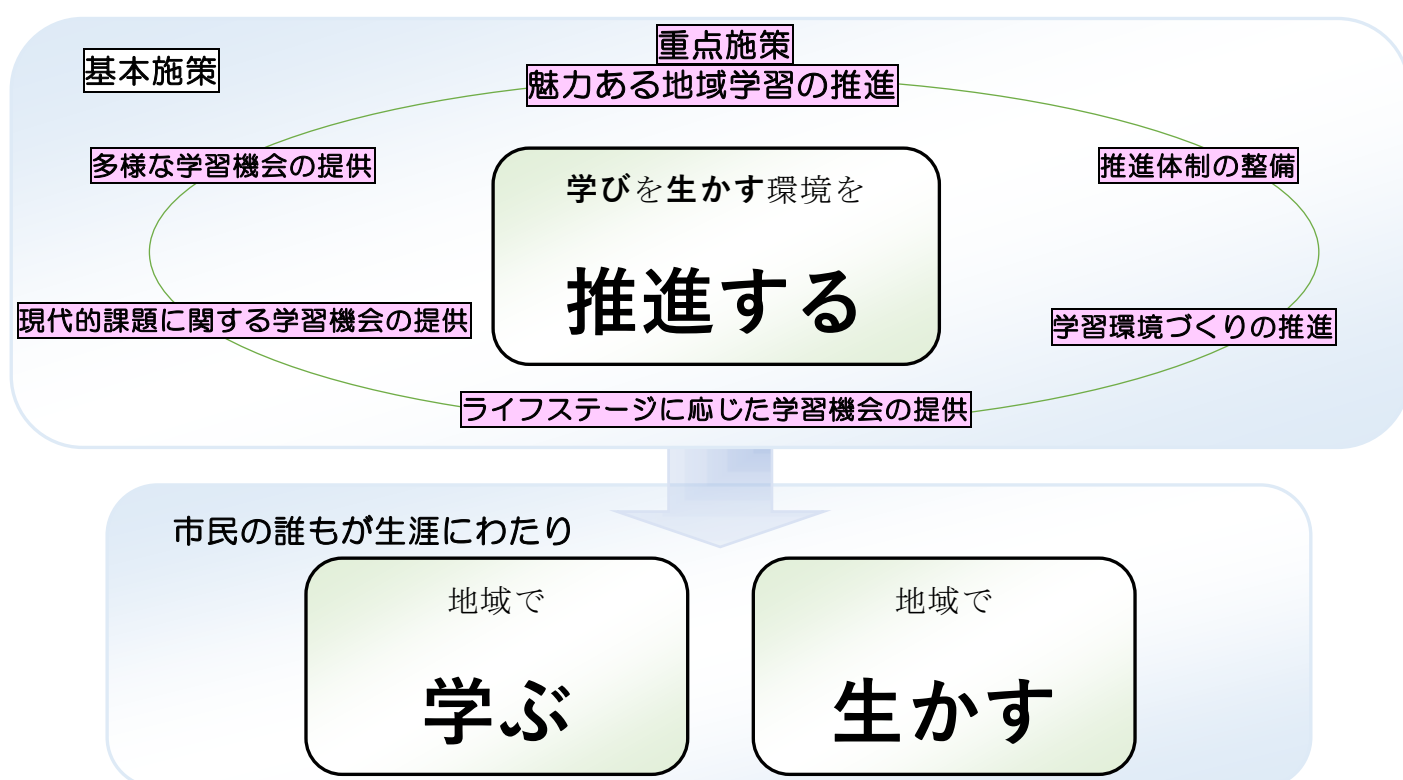 基本施策
重点施策
魅力ある地域学習の推進
多様な学習機会の提供
推進体制の整備
学びを生かす環境を
推進する
現代的課題に関する学習機会の提供
学習環境づくりの推進
ライフステージに応じた学習機会の提供
市民の誰もが生涯にわたり
地域で
学ぶ
地域で
生かす